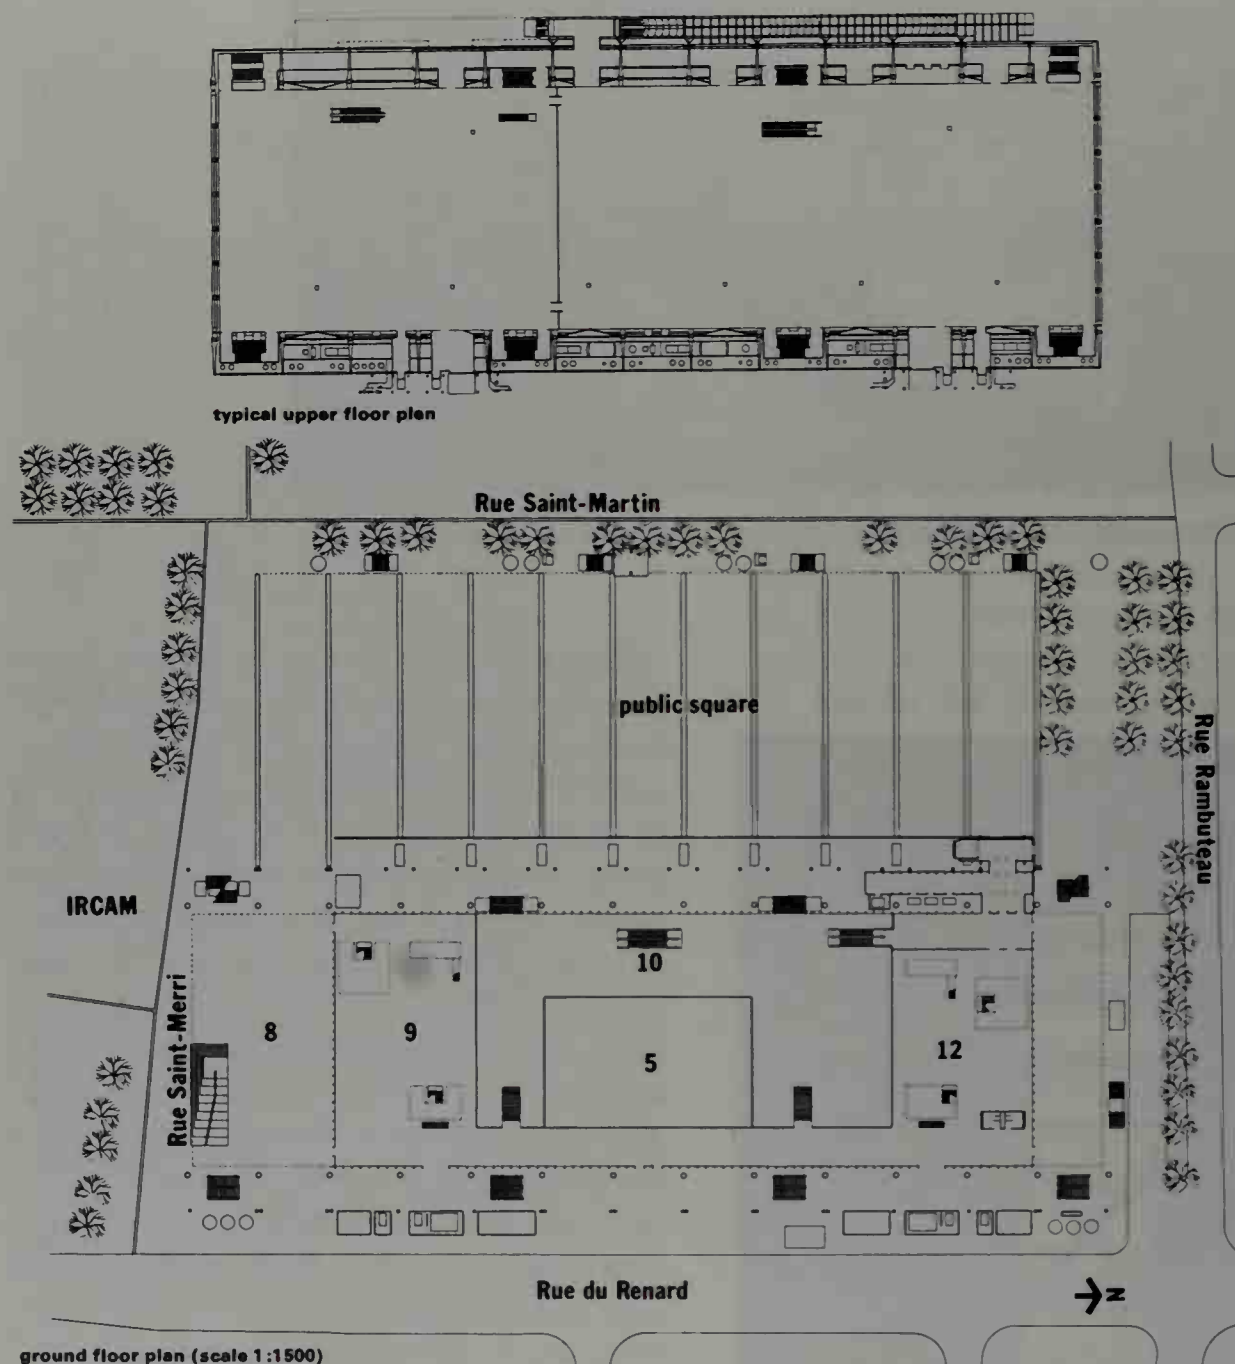 typical upper floor plan
Rue Saint-Martin
public square
Rue Rambuteau
IRCAM
Rue Saint-Merri
10
8
9
5
12
Rue du Renard
N
ground floor plan (scale 1:1500)